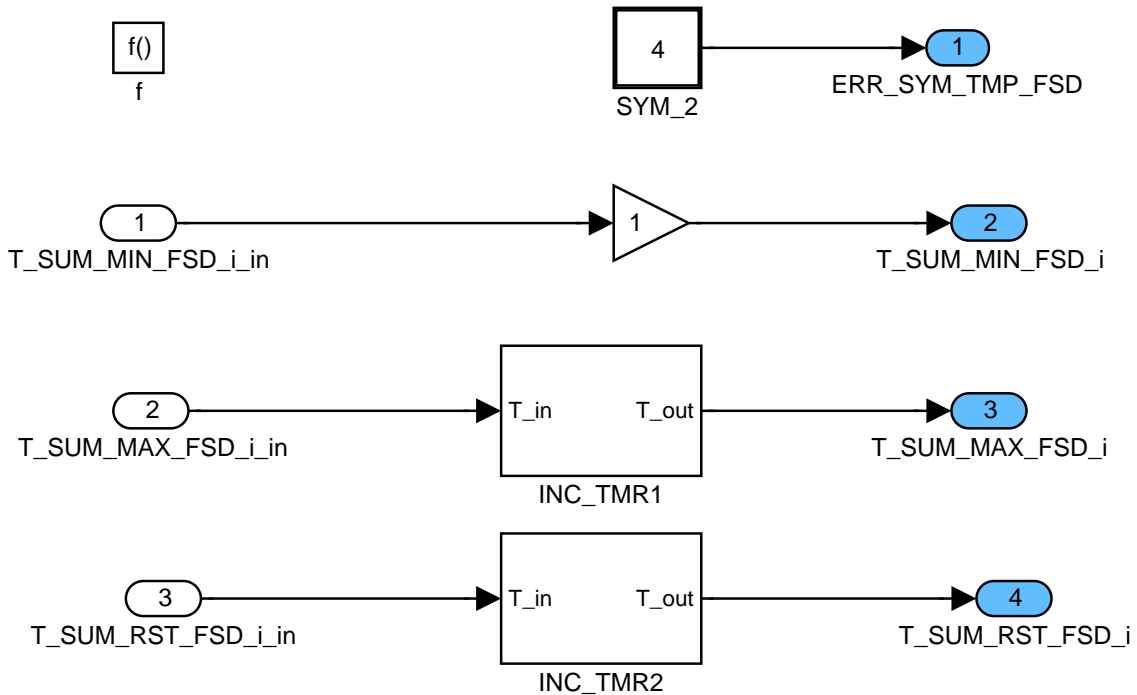 f()
f
4
SYM_2
1
ERR_SYM_TMP_FSD
1
T_SUM_MIN_FSD_i_in
1
2
T_SUM_MIN_FSD_i
2
T_SUM_MAX_FSD_i_in
T_in
T_out
INC_TMR1
3
T_SUM_MAX_FSD_i
3
T_SUM_RST_FSD_i_in
T_in
T_out
INC_TMR2
4
T_SUM_RST_FSD_i